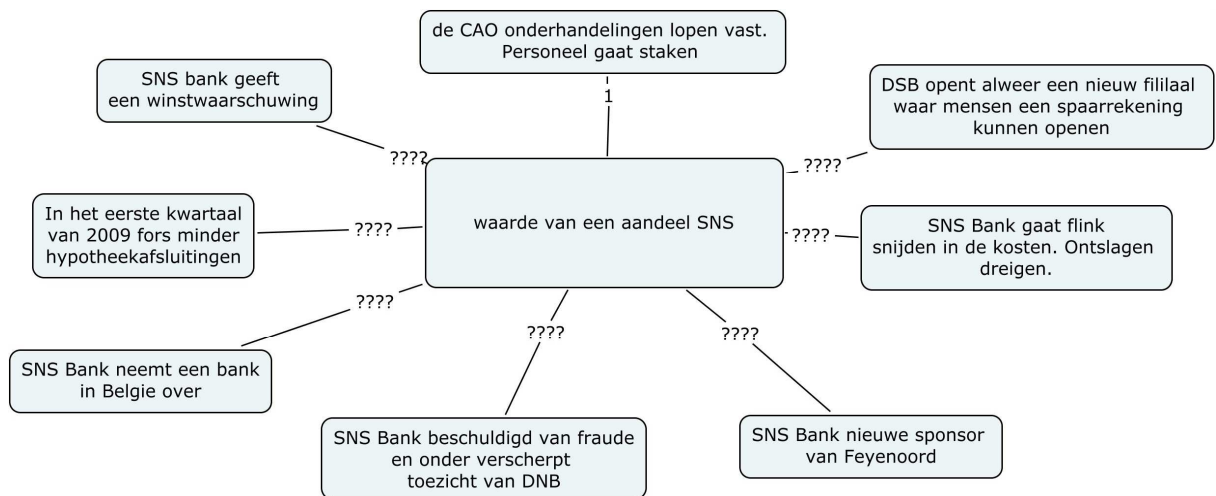 de CAO onderhandelingen lopen vast.
Personeel gaat staken
SNS bank geeft
een winstwaarschuwing
1
DSB opent alweer een nieuw fililaal
waar mensen een spaarrekening
kunnen openen
????
????
In het eerste kwartaal
van 2009 fors minder
hypotheekafsluitingen
????
waarde van een aandeel SNS
????
SNS Bank gaat flink
snijden in de kosten. Ontslagen
dreigen.
????
????
????
SNS Bank neemt een bank
in Belgie over
SNS Bank beschuldigd van fraude
en onder verscherpt
toezicht van DNB
SNS Bank nieuwe sponsor
van Feyenoord